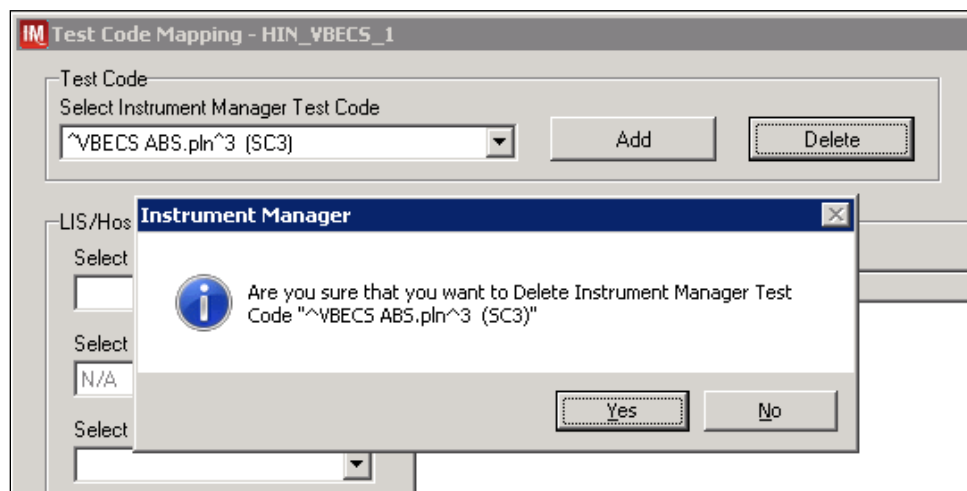 IM Test Code Mapping - HIN_VBECS_1
Test Code
Select Instrument Manager Test Code
^VBECS ABS.pln^3 (SC3)
Add
Delete
LIS/Hos
Instrument Manager
Select
Are you sure that you want to Delete Instrument Manager Test
Code "^VBECS ABS.pln^3 (SC3)"
Select
N/A
Yes
No
Select